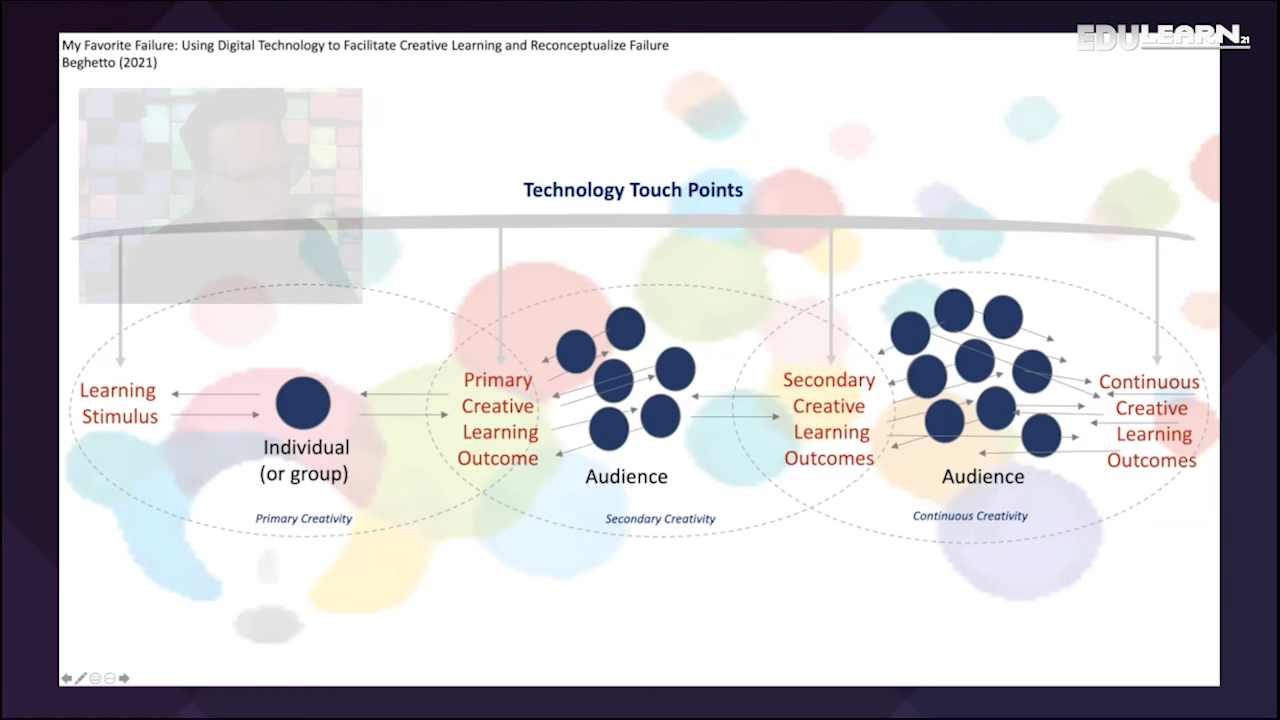 My Favorite Failure: Using Digital Technology to Facilitate Creative Learning and Reconceptualize Failure
Beghetto (2021)
EDULEARN21
Technology Touch Points
Learning
Stimulus
Individual
(or group)
Primary Creativity
Primary
Creative
Learning
Outcome
Audience
Secondary Creativity
Secondary
Creative
Learning
Outcomes
Audience
Continuous Creativity
Continuous
Creative
Learning
Outcomes